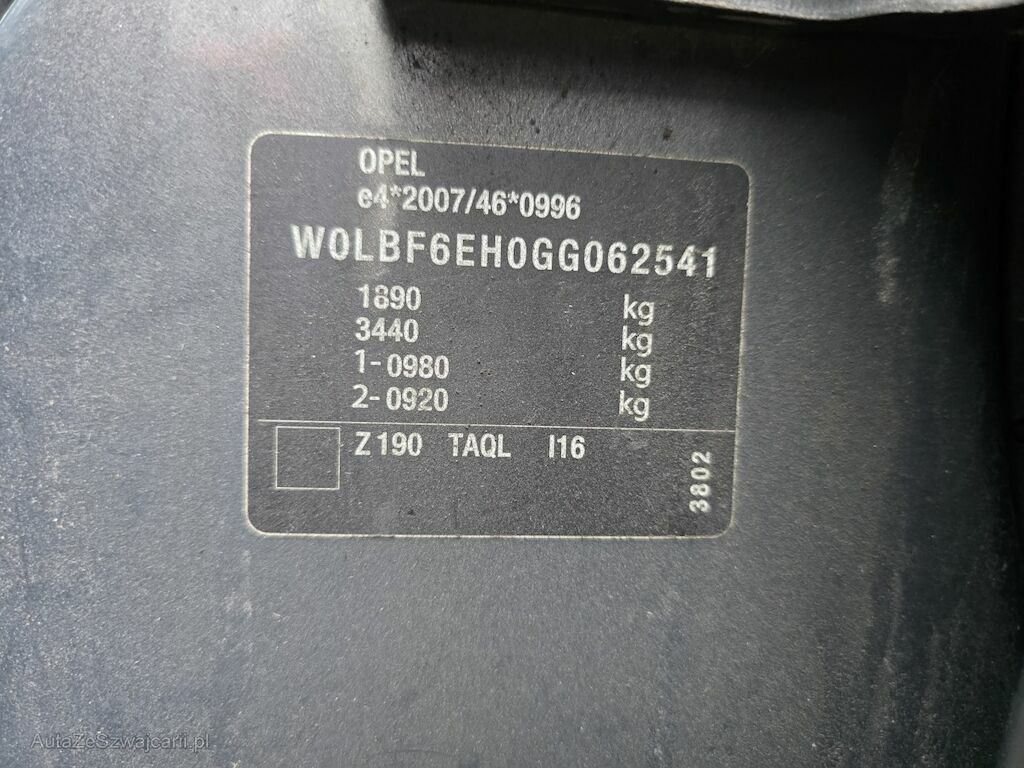 OPEL
e4*2007/46*0996
W0LBF6EH0GG062541
1890 kg
3440 kg
1-0980 kg
2-0920 kg
Z190 TAQL I16
3802
AutaZeSzwajcarii.pl